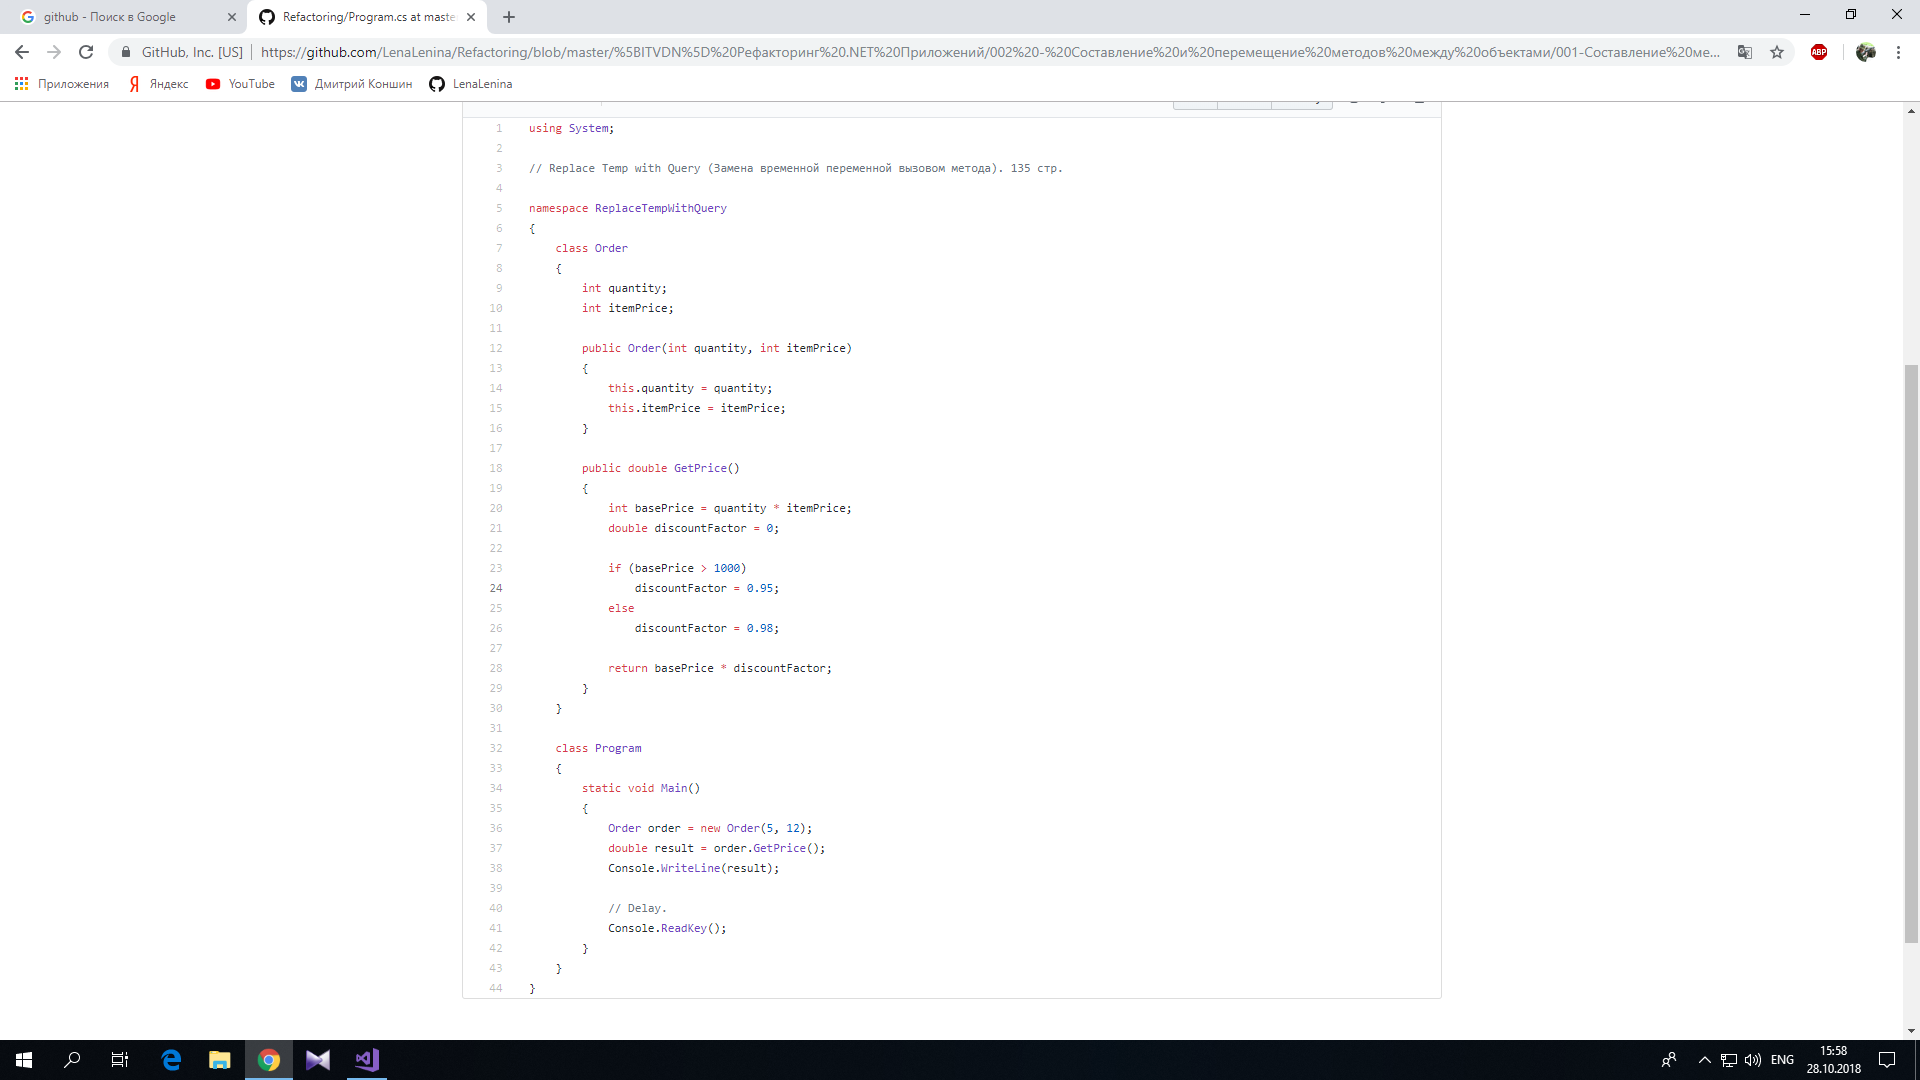 github - Поиск в Google
Refactoring/Program.cs at maste
GitHub, Inc. [US]
https://github.com/LenaLenina/Refactoring/blob/master/%5BITVDN%5D%20Рефакторинг%20.NET%20Приложений/002%20-%20Составление%20и%20перемещение%20методов%20между%20объектами/001-Составление%20ме...
ABP
Приложения
Яндекс
YouTube
Дмитрий Коншин
LenaLenina
1 using System;
2
3 // Replace Temp with Query (Замена временной переменной вызовом метода). 135 стр.
4
5 namespace ReplaceTempWithQuery
6 {
7 class Order
8 {
9 int quantity;
10 int itemPrice;
11
12 public Order(int quantity, int itemPrice)
13 {
14 this.quantity = quantity;
15 this.itemPrice = itemPrice;
16 }
17
18 public double GetPrice()
19 {
20 int basePrice = quantity * itemPrice;
21 double discountFactor = 0;
22
23 if (basePrice > 1000)
24 discountFactor = 0.95;
25 else
26 discountFactor = 0.98;
27
28 return basePrice * discountFactor;
29 }
30 }
31
32 class Program
33 {
34 static void Main()
35 {
36 Order order = new Order(5, 12);
37 double result = order.GetPrice();
38 Console.WriteLine(result);
39
40 // Delay.
41 Console.ReadKey();
42 }
43 }
44 }
ENG
15:58
28.10.2018